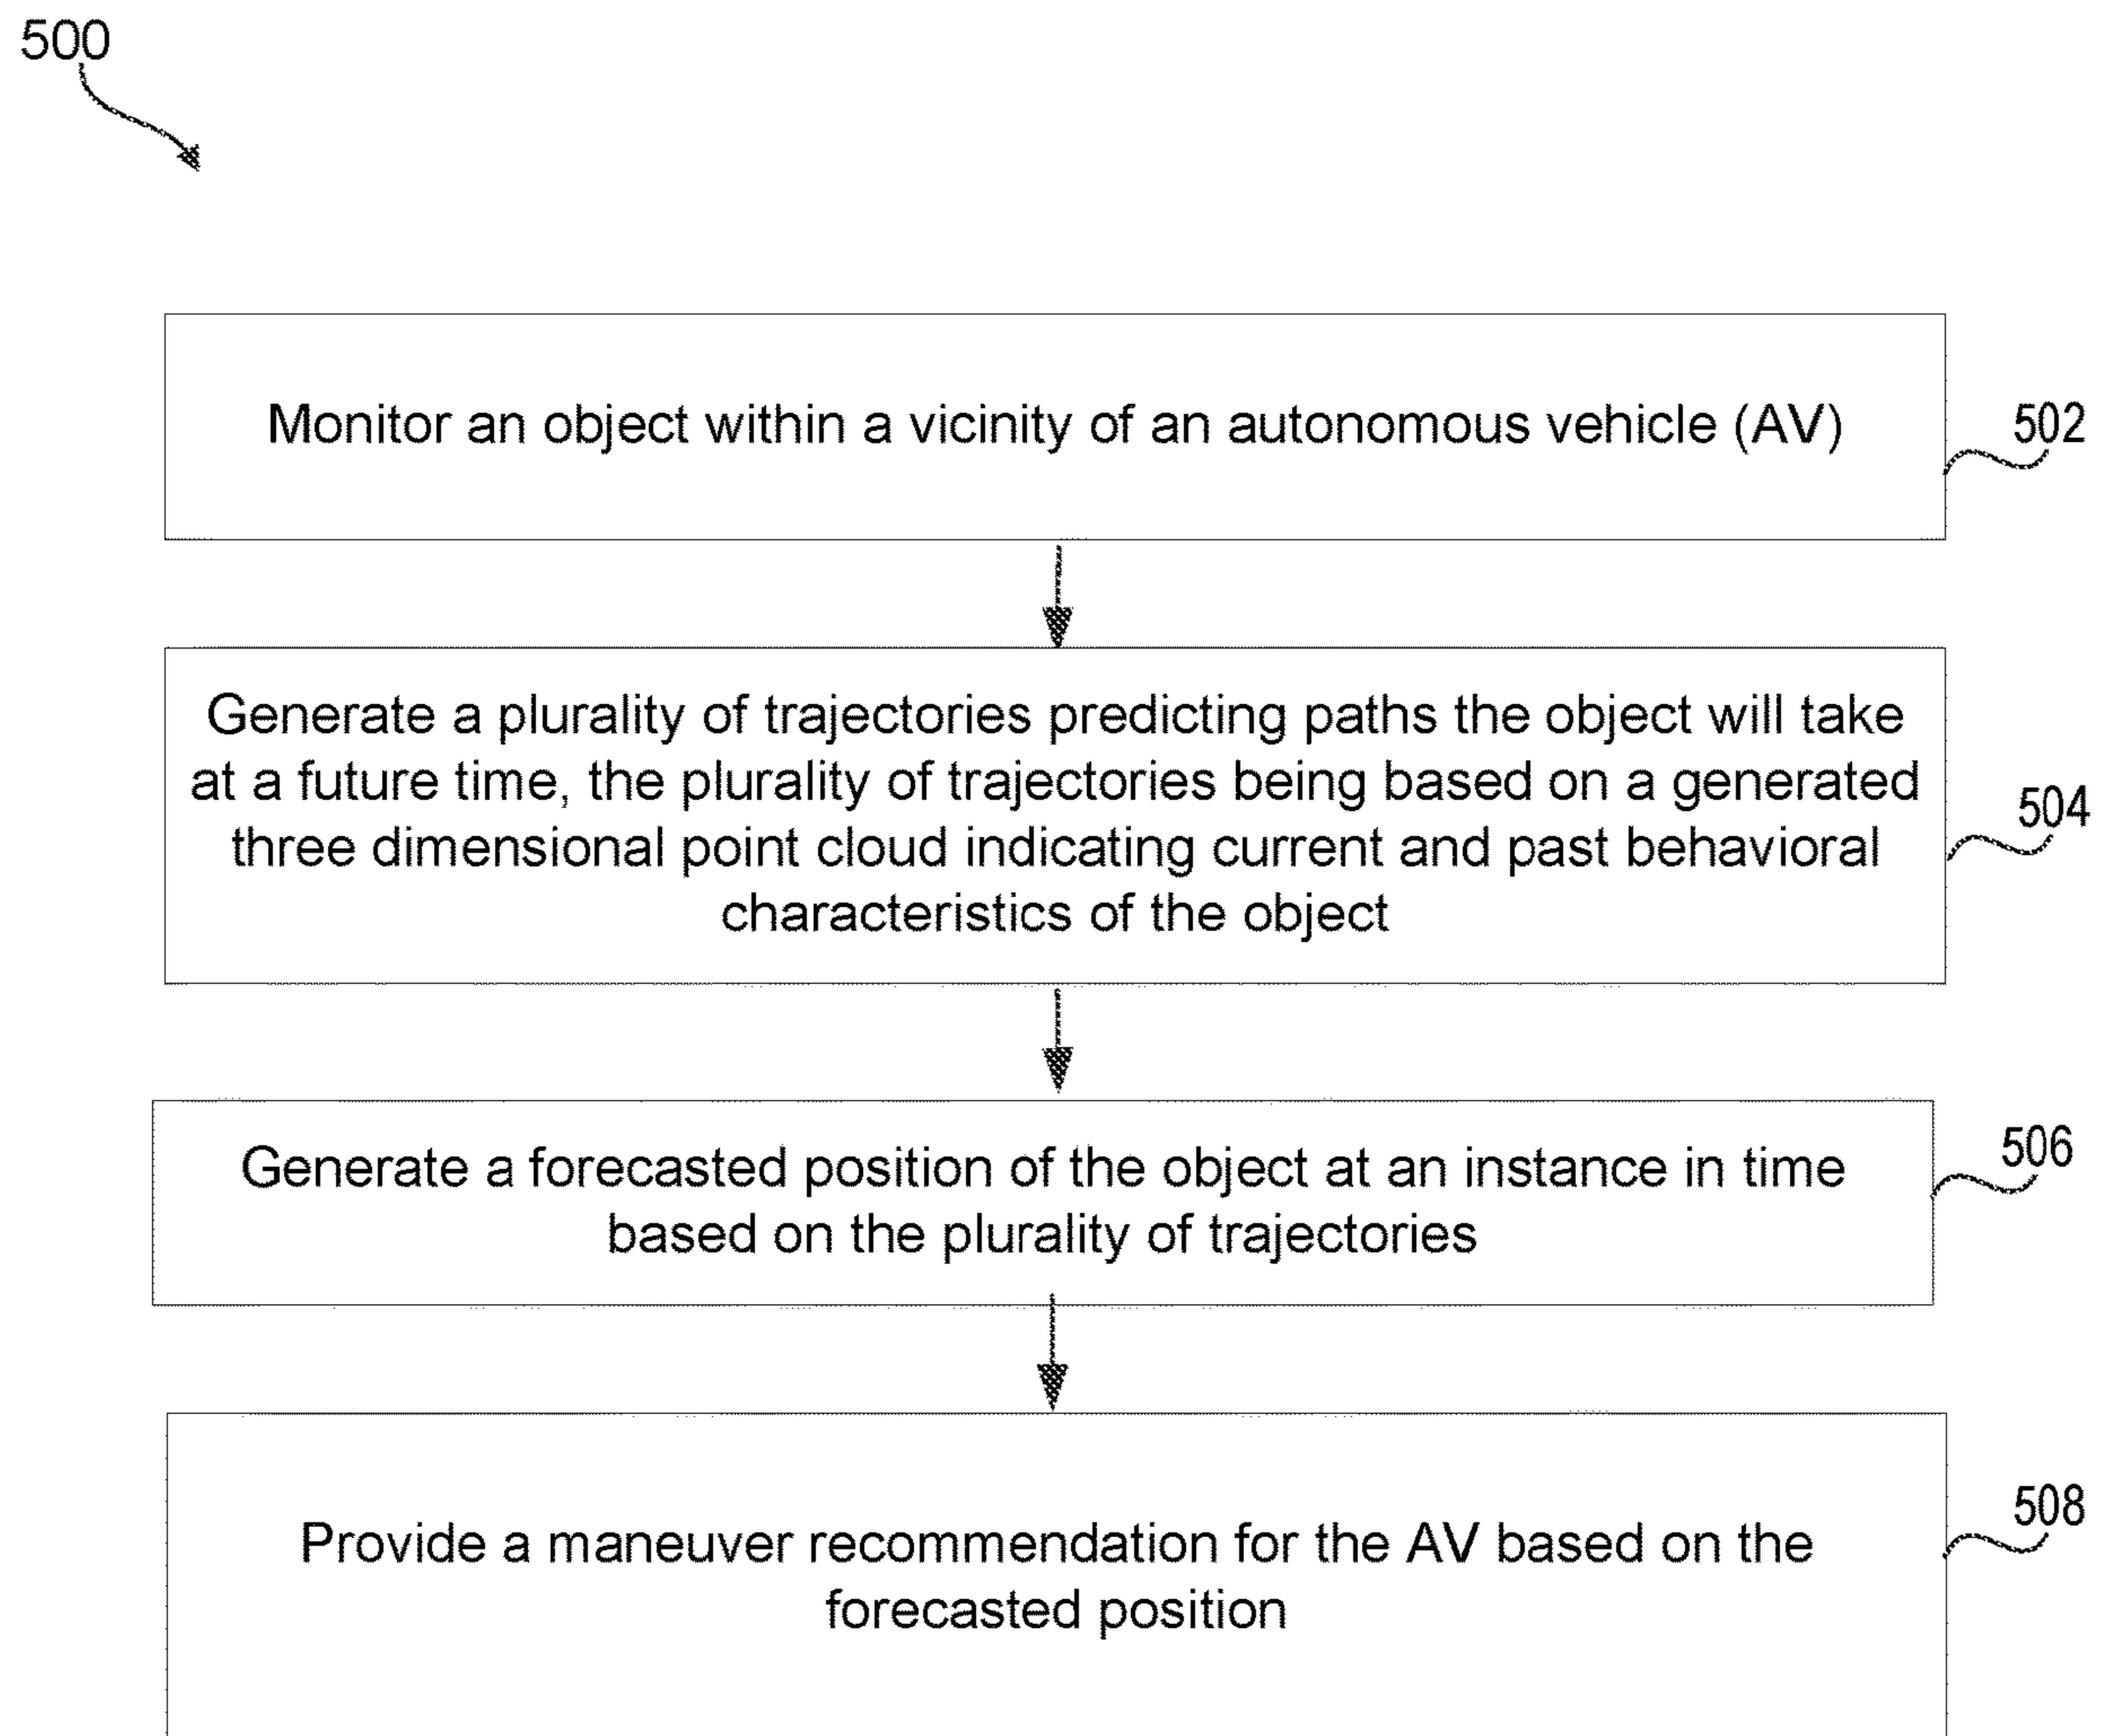 500
Monitor an object within a vicinity of an autonomous vehicle (AV)
502
Generate a plurality of trajectories predicting paths the object will take
at a future time, the plurality of trajectories being based on a generated
three dimensional point cloud indicating current and past behavioral
characteristics of the object
504
Generate a forecasted position of the object at an instance in time
based on the plurality of trajectories
506
Provide a maneuver recommendation for the AV based on the
forecasted position
508